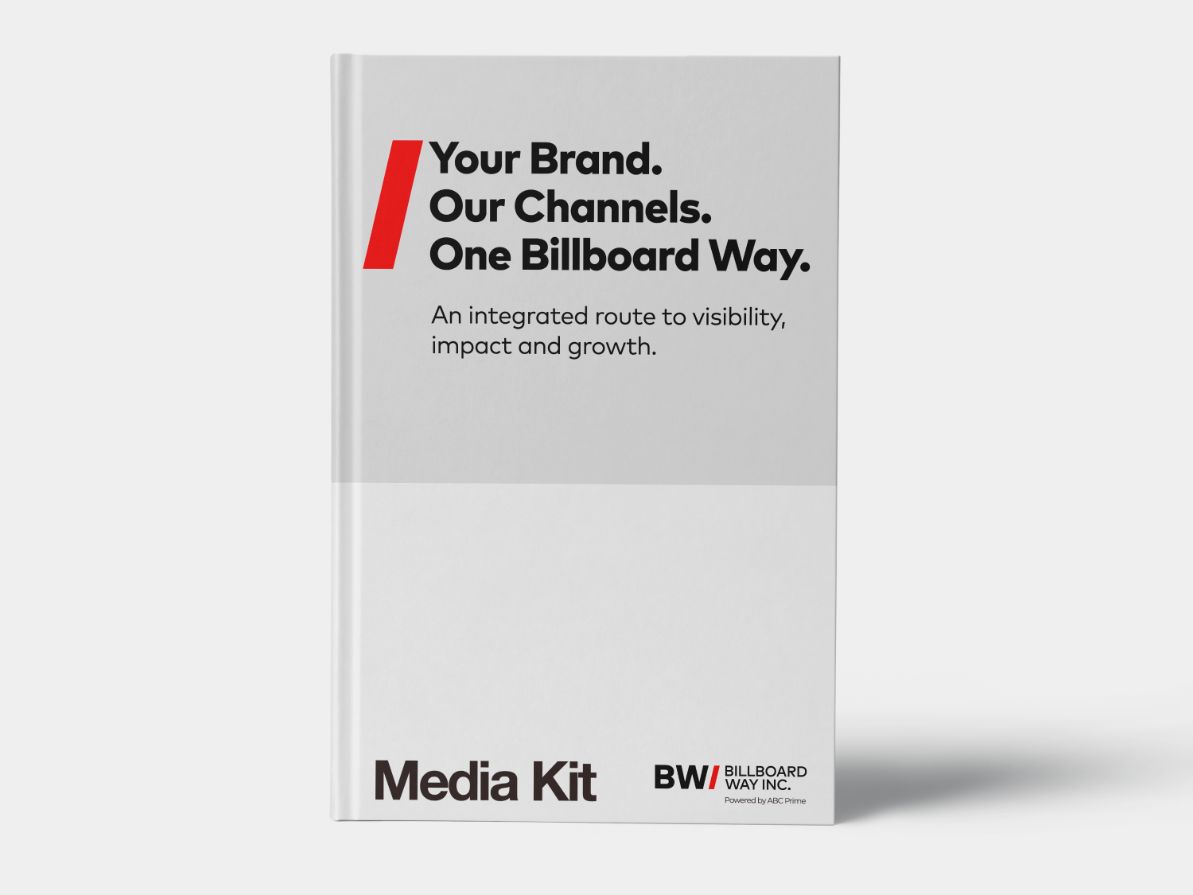 Your Brand.
Our Channels.
One Billboard Way.
An integrated route to visibility,
impact and growth.
Media Kit
BW/ BILLBOARD
WAY INC.
Powered by ABC Prime